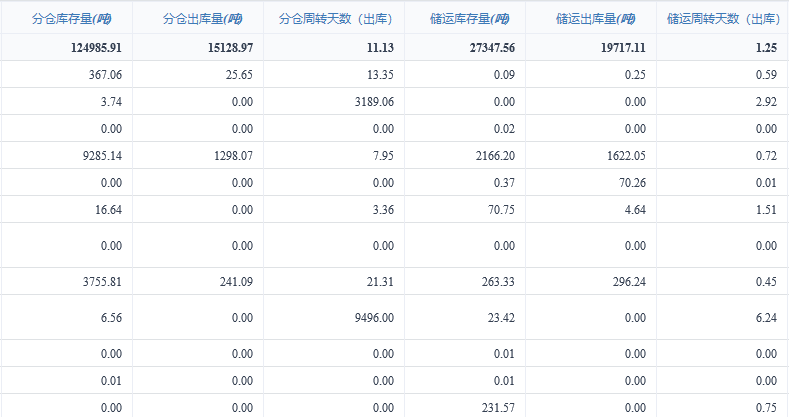 分仓库存量(吨) 分仓出库量(吨) 分仓周转天数（出库） 储运库存量(吨) 储运出库量(吨) 储运周转天数（出库）
124985.91 15128.97 11.13 27347.56 19717.11 1.25
367.06 25.65 13.35 0.09 0.25 0.59
3.74 0.00 3189.06 0.00 0.00 2.92
0.00 0.00 0.00 0.02 0.00 0.00
9285.14 1298.07 7.95 2166.20 1622.05 0.72
0.00 0.00 0.00 0.37 70.26 0.01
16.64 0.00 3.36 70.75 4.64 1.51
0.00 0.00 0.00 0.00 0.00 0.00
3755.81 241.09 21.31 263.33 296.24 0.45
6.56 0.00 9496.00 23.42 0.00 6.24
0.00 0.00 0.00 0.01 0.00 0.00
0.01 0.00 0.00 0.01 0.00 0.00
0.00 0.00 0.00 231.57 0.00 0.75